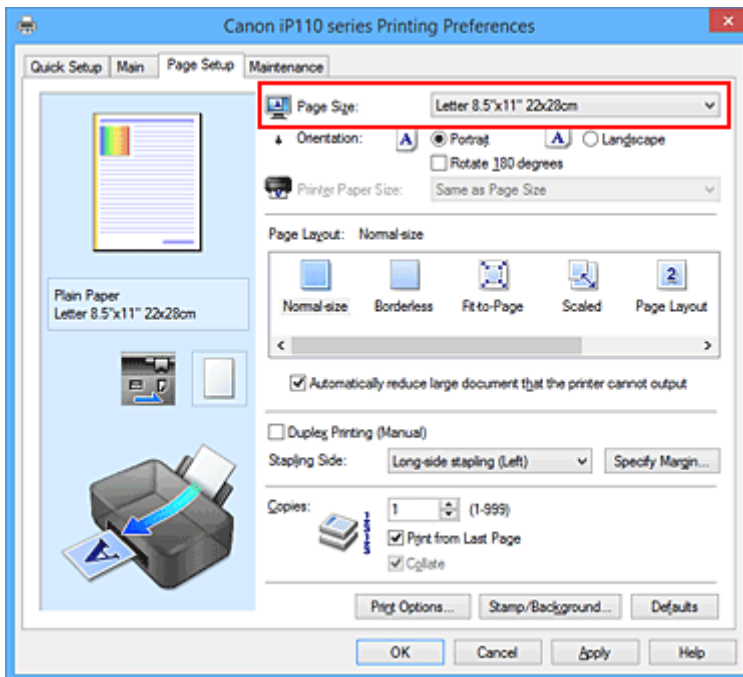 Canon iP110 series Printing Preferences
Quick Setup Main Page Setup Maintenance
Page Size: Letter 8.5"x11" 22x28cm
Orientation: A Portrait A Landscape
Rotate 180 degrees
Printer Paper Size: Same as Page Size
Page Layout: Normal-size
Normal-size Borderless Fit-to-Page Scaled Page Layout
Plain Paper
Letter 8.5"x11" 22x28cm
Automatically reduce large document that the printer cannot output
Duplex Printing (Manual)
Stapling Side: Long-side stapling (Left) Specify Margin...
Copies: 1 (1-999)
Print from Last Page
Collate
Print Options... Stamp/Background... Defaults
OK Cancel Apply Help